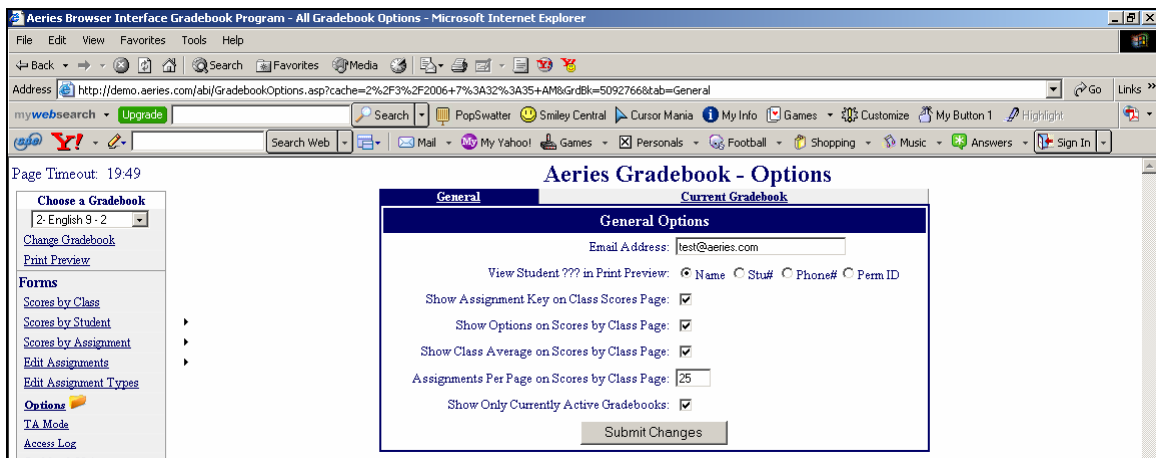 Aeries Browser Interface Gradebook Program - All Gradebook Options - Microsoft Internet Explorer
File Edit View Favorites Tools Help
Back Search Favorites Media
Address http://demo.aeries.com/abi/GradebookOptions.asp?cache=2%2F3%2F2006+7%3A32%3A35+AM&GrdBk=5092766&tab=General Go Links »
mywebsearch Upgrade Search PopSwatter Smiley Central Cursor Mania My Info Games Customize My Button 1 Highlight
Y! Search Web Mail My Yahoo! Games Personals Football Shopping Music Answers Sign In
Page Timeout: 19:49
Aeries Gradebook - Options
Choose a Gradebook
2- English 9 - 2
Change Gradebook
Print Preview
Forms
Scores by Class
Scores by Student
Scores by Assignment
Edit Assignments
Edit Assignment Types
Options
TA Mode
Access Log
General Current Gradebook
General Options
Email Address: test@aeries.com
View Student ??? in Print Preview: Name Stu# Phone# Perm ID
Show Assignment Key on Class Scores Page:
Show Options on Scores by Class Page:
Show Class Average on Scores by Class Page:
Assignments Per Page on Scores by Class Page: 25
Show Only Currently Active Gradebooks:
Submit Changes